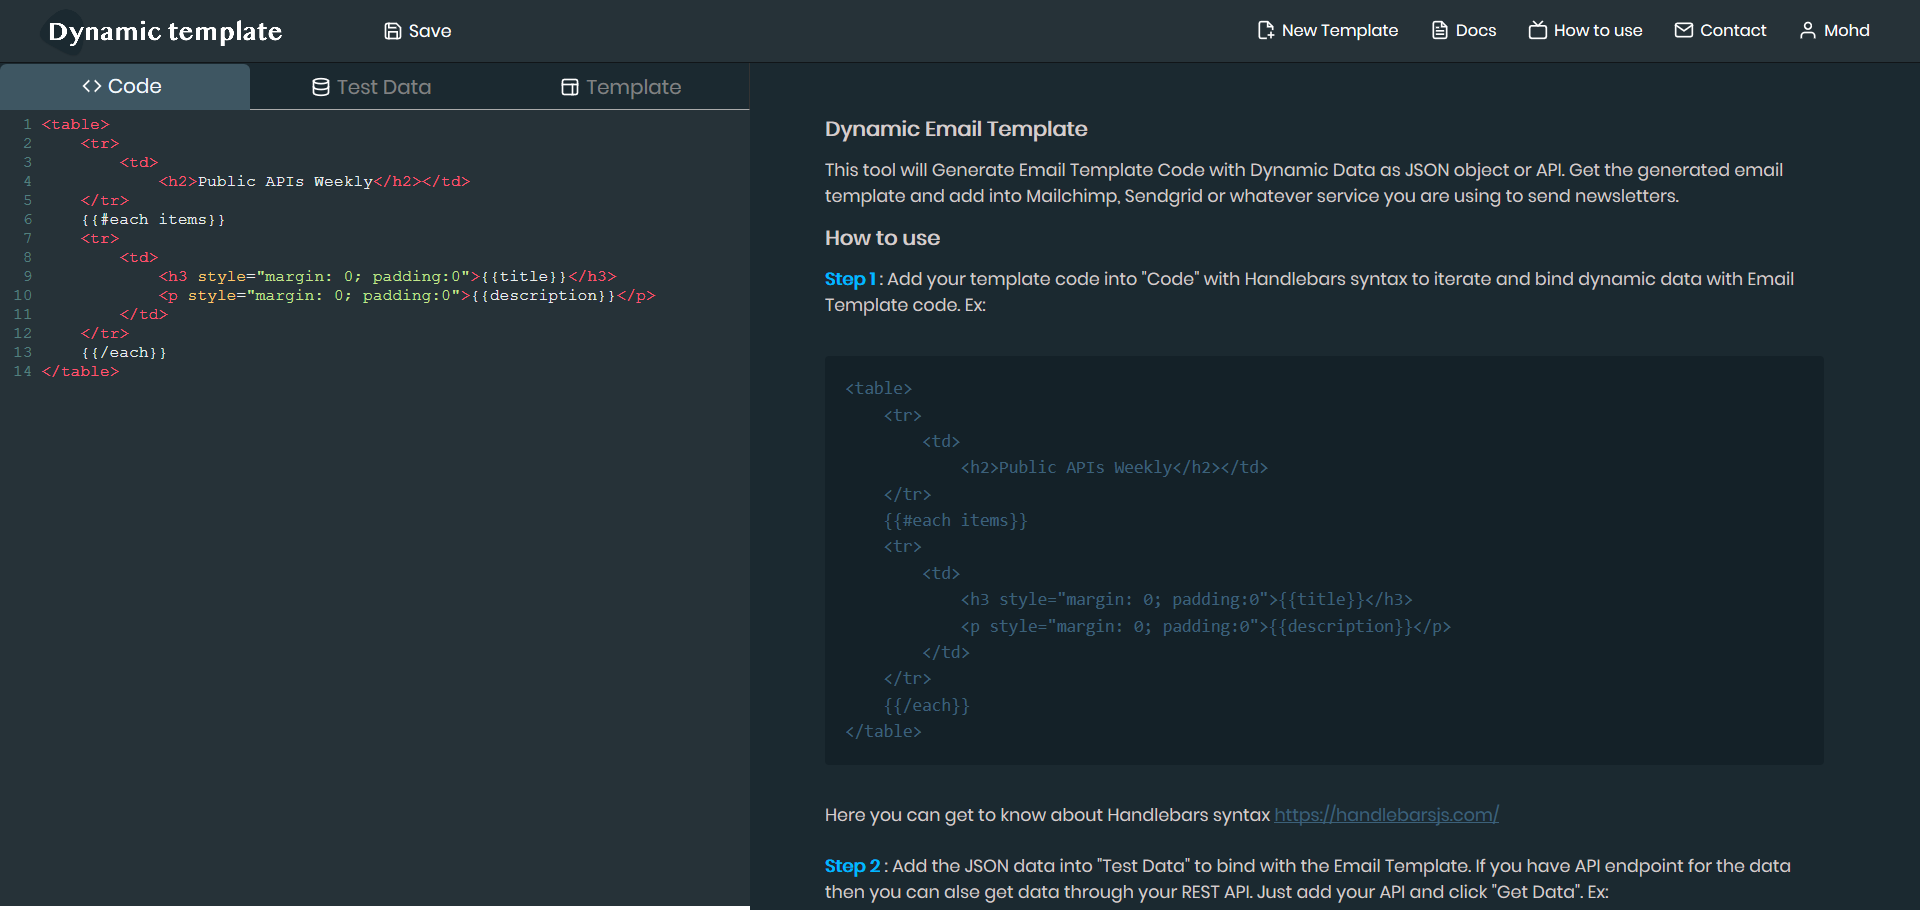 Dynamic template
Save
New Template
Docs
How to use
Contact
Mohd
<> Code
Test Data
Template
1 <table>
2     <tr>
3         <td>
4             <h2>Public APIs Weekly</h2></td>
5     </tr>
6     {{#each items}}
7     <tr>
8         <td>
9             <h3 style="margin: 0; padding:0">{{title}}</h3>
10             <p style="margin: 0; padding:0">{{description}}</p>
11         </td>
12     </tr>
13     {{/each}}
14 </table>
Dynamic Email Template
This tool will Generate Email Template Code with Dynamic Data as JSON object or API. Get the generated email
template and add into Mailchimp, Sendgrid or whatever service you are using to send newsletters.
How to use
Step 1 : Add your template code into "Code" with Handlebars syntax to iterate and bind dynamic data with Email
Template code. Ex:
<table>
    <tr>
        <td>
            <h2>Public APIs Weekly</h2></td>
    </tr>
    {{#each items}}
    <tr>
        <td>
            <h3 style="margin: 0; padding:0">{{title}}</h3>
            <p style="margin: 0; padding:0">{{description}}</p>
        </td>
    </tr>
    {{/each}}
</table>
Here you can get to know about Handlebars syntax https://handlebarsjs.com/
Step 2 : Add the JSON data into "Test Data" to bind with the Email Template. If you have API endpoint for the data
then you can alse get data through your REST API. Just add your API and click "Get Data". Ex: